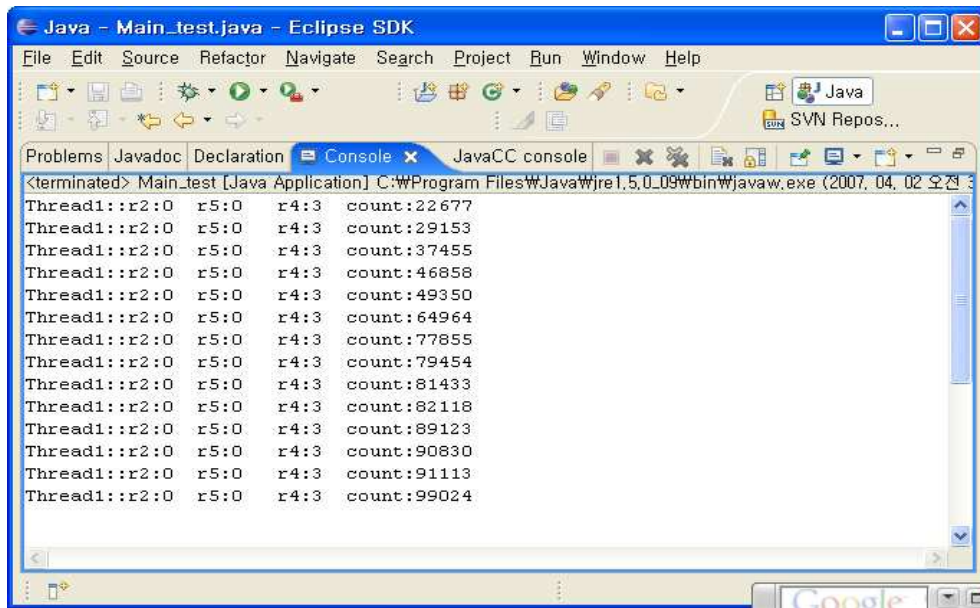 Java - Main_test.java - Eclipse SDK
File Edit Source Refactor Navigate Search Project Run Window Help
Java
SVN Repos...
Problems Javadoc Declaration Console JavaCC console
<terminated> Main_test [Java Application] C:₩Program Files₩Java₩jre1.5.0_09₩bin₩javaw.exe (2007. 04. 02 오전 3
Thread1::r2:0 r5:0 r4:3 count:22677
Thread1::r2:0 r5:0 r4:3 count:29153
Thread1::r2:0 r5:0 r4:3 count:37455
Thread1::r2:0 r5:0 r4:3 count:46858
Thread1::r2:0 r5:0 r4:3 count:49350
Thread1::r2:0 r5:0 r4:3 count:64964
Thread1::r2:0 r5:0 r4:3 count:77855
Thread1::r2:0 r5:0 r4:3 count:79454
Thread1::r2:0 r5:0 r4:3 count:81433
Thread1::r2:0 r5:0 r4:3 count:82118
Thread1::r2:0 r5:0 r4:3 count:89123
Thread1::r2:0 r5:0 r4:3 count:90830
Thread1::r2:0 r5:0 r4:3 count:91113
Thread1::r2:0 r5:0 r4:3 count:99024
Google